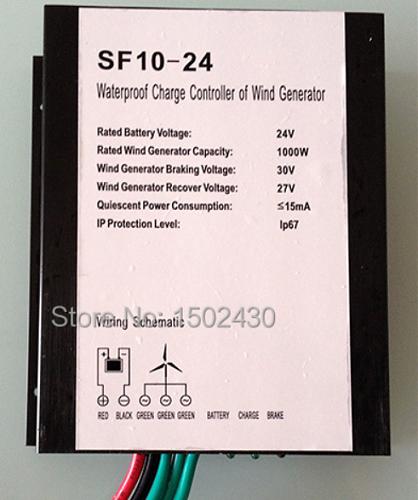 SF10-24
Waterproof Charge Controller of Wind Generator
Rated Battery Voltage: 24V
Rated Wind Generator Capacity: 1000W
Wind Generator Braking Voltage: 30V
Wind Generator Recover Voltage: 27V
Quiescent Power Consumption: ≤15mA
IP Protection Level: Ip67
Store No: 1502430
Wiring Schematic
+ −
+ − ~ ~ ~
RED BLACK GREEN GREEN GREEN BATTERY CHARGE BRAKE